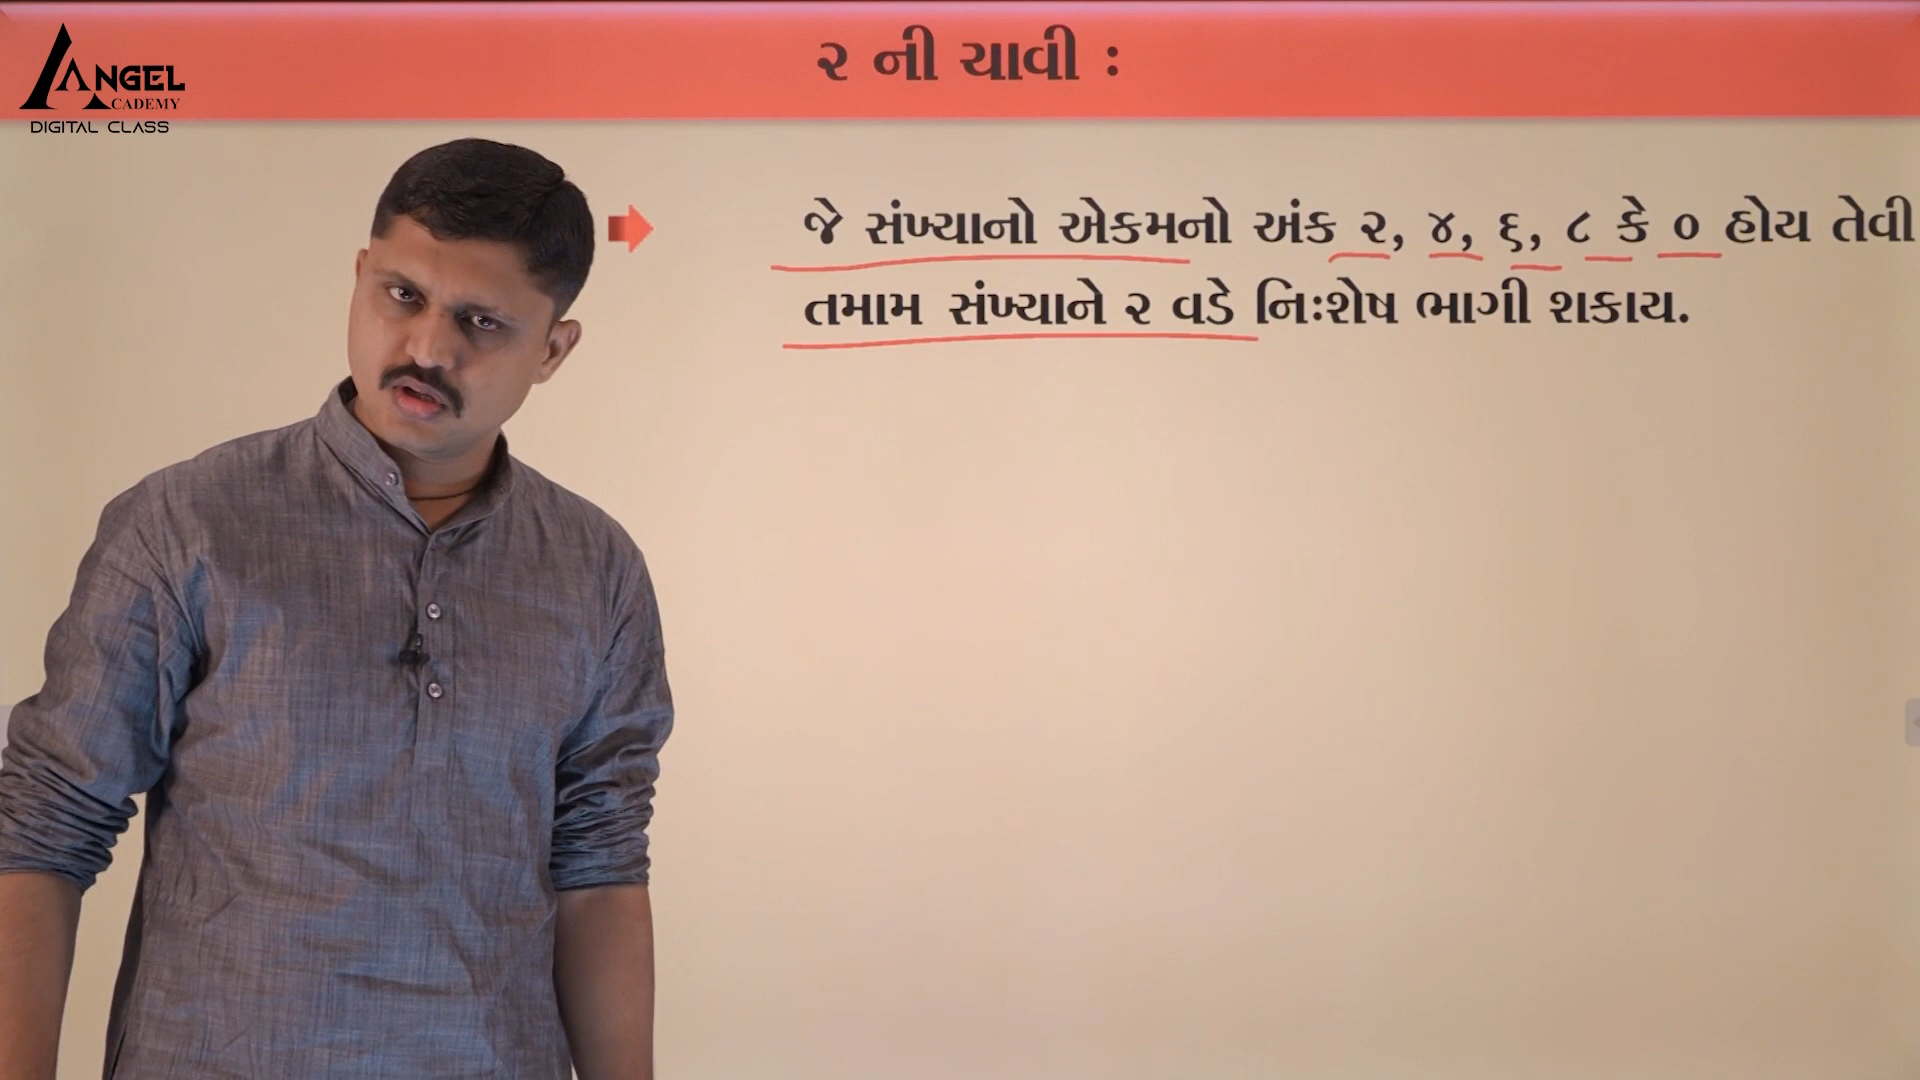 ANGEL
ACADEMY
DIGITAL CLASS
૨ ની ચાવી :
જે સંખ્યાનો એકમનો અંક ૨, ૪, ૬, ૮ કે ૦ હોય તેવી
તમામ સંખ્યાને ૨ વડે નિઃશેષ ભાગી શકાય.